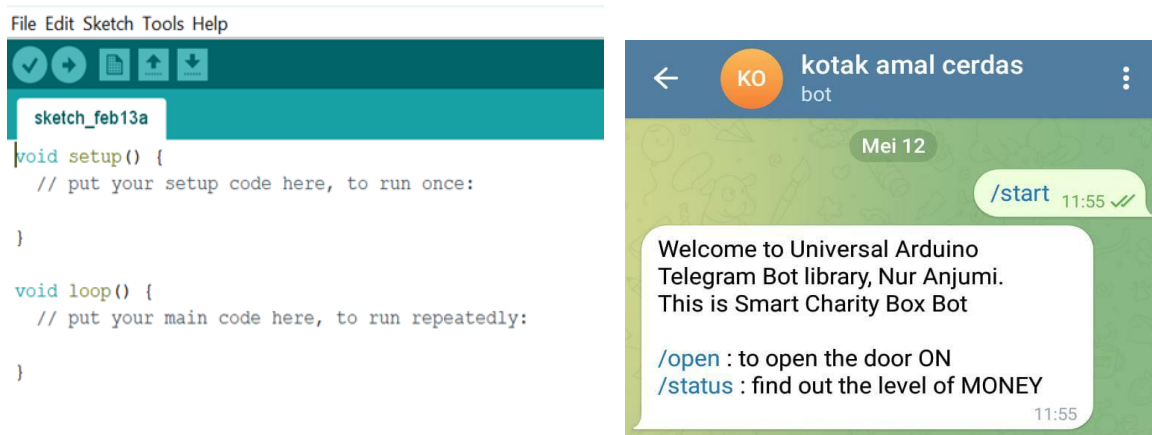 File Edit Sketch Tools Help
sketch_feb13a
void setup() {
// put your setup code here, to run once:
}
void loop() {
// put your main code here, to run repeatedly:
}
KO
kotak amal cerdas
bot
Mei 12
/start 11:55
Welcome to Universal Arduino
Telegram Bot library, Nur Anjumi.
This is Smart Charity Box Bot
/open : to open the door ON
/status : find out the level of MONEY
11:55